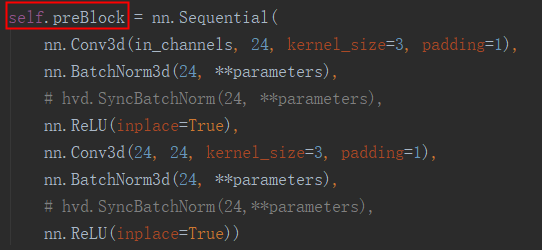 self.preBlock = nn.Sequential(
nn.Conv3d(in_channels, 24, kernel_size=3, padding=1),
nn.BatchNorm3d(24, **parameters),
# hvd.SyncBatchNorm(24, **parameters),
nn.ReLU(inplace=True),
nn.Conv3d(24, 24, kernel_size=3, padding=1),
nn.BatchNorm3d(24, **parameters),
# hvd.SyncBatchNorm(24,**parameters),
nn.ReLU(inplace=True))